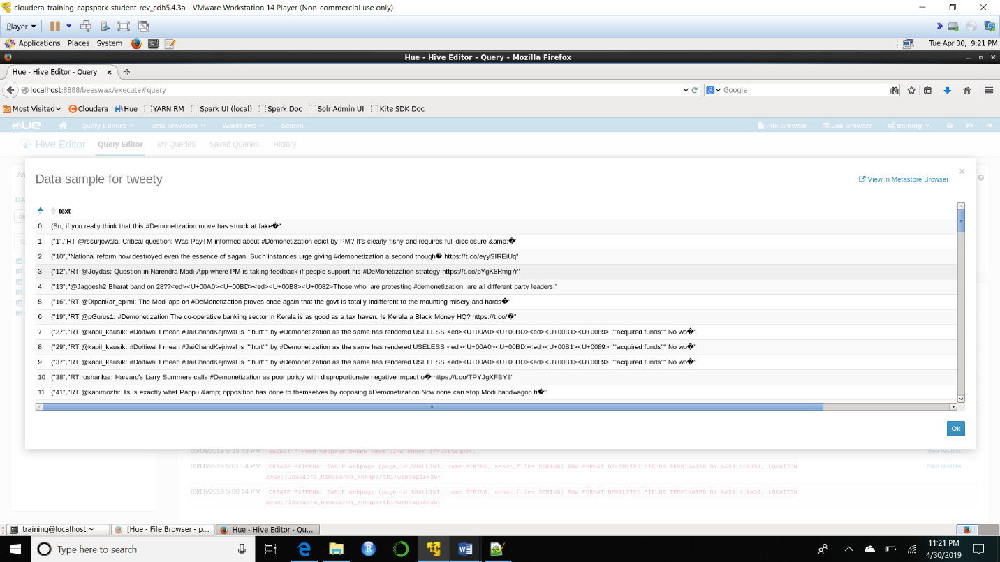 cloudera-training-capspark-student-rev_cdh5.4.3a - VMware Workstation 14 Player (Non-commercial use only)
Player
Applications Places System Tue Apr 30, 9:21 PM
Hue - Hive Editor - Query - Mozilla Firefox
Hue - Hive Editor - Query
localhost:8888/beeswax/execute#query Google
Most Visited Cloudera Hue YARN RM Spark UI (local) Spark Doc Solr Admin UI Kite SDK Doc
HUE Query Editors Data Browsers Workflows Search File Browser Job Browser training
Hive Editor Query Editor My Queries Saved Queries History
Data sample for tweety
View in Metastore Browser
text
0 (So, if you really think that this #Demonetization move has struck at fake�"
1 ("1","RT @rssurjewala: Critical question: Was PayTM informed about #Demonetization edict by PM? It's clearly fishy and requires full disclosure &amp;�"
2 ("10","National reform now destroyed even the essence of sagan. Such instances urge giving #demonetization a second though� https://t.co/eyySIREiUq"
3 ("12","RT @Joydas: Question in Narendra Modi App where PM is taking feedback if people support his #DeMonetization strategy https://t.co/pYgK8Rmg7r"
4 ("13","@Jaggesh2 Bharat band on 28??<ed><U+00A0><U+00BD><ed><U+00B8><U+0082>Those who  are protesting #demonetization  are all different party leaders."
5 ("16","RT @Dipankar_cpiml: The Modi app on #DeMonetization proves once again that the govt is totally indifferent to the mounting misery and hards�"
6 ("19","RT @pGurus1: #Demonetization The co-operative banking sector in Kerala is as good as a tax haven. Is Kerala a Black Money HQ? https://t.co/�"
7 ("27","RT @kapil_kausik: #Doltiwal I mean #JaiChandKejriwal is ""hurt"" by #Demonetization as the same has rendered USELESS <ed><U+00A0><U+00BD><ed><U+00B1><U+0089> ""acquired funds"" No wo�"
8 ("29","RT @kapil_kausik: #Doltiwal I mean #JaiChandKejriwal is ""hurt"" by #Demonetization as the same has rendered USELESS <ed><U+00A0><U+00BD><ed><U+00B1><U+0089> ""acquired funds"" No wo�"
9 ("37","RT @kapil_kausik: #Doltiwal I mean #JaiChandKejriwal is ""hurt"" by #Demonetization as the same has rendered USELESS <ed><U+00A0><U+00BD><ed><U+00B1><U+0089> ""acquired funds"" No wo�"
10 ("38","RT roshankar: Harvard's Larry Summers calls #Demonetization as poor policy with disproportionate negative impact o� https://t.co/TPYJgXFBY8"
11 ("41","RT @kanimozhi: Ts is exactly what Pappu &amp; opposition has done to themselves by opposing #Demonetization Now none can stop Modi bandwagon ti�"
Ok
03/08/2019 5:25:43 PM SELECT * FROM webpage WHERE name LIKE &quot;ifruit%&quot; See results...
03/08/2019 5:01:04 PM CREATE EXTERNAL TABLE webpage (page_id SMALLINT, name STRING, assoc_files STRING) ROW FORMAT DELIMITED FIELDS TERMINATED BY &#39;\t&#39; LOCATION See results...
&#39;/loudacre_Ramasarma_Annaparthi/webpage&#39;
03/08/2019 5:00:14 PM CREATE EXTERNAL TABLE webpage (page_id SMALLINT, name STRING, assoc_files STRING) ROW FORMAT DEMILITED FIELDS TERMINATED BY &#39;\t&#39; LOCATION
&#39;/loudacre_Ramasarma_Annaparthi/webpage&#39;
training@localhost:~ [Hue - File Browser - p... Hue - Hive Editor - Qu...
Type here to search
11:21 PM
4/30/2019